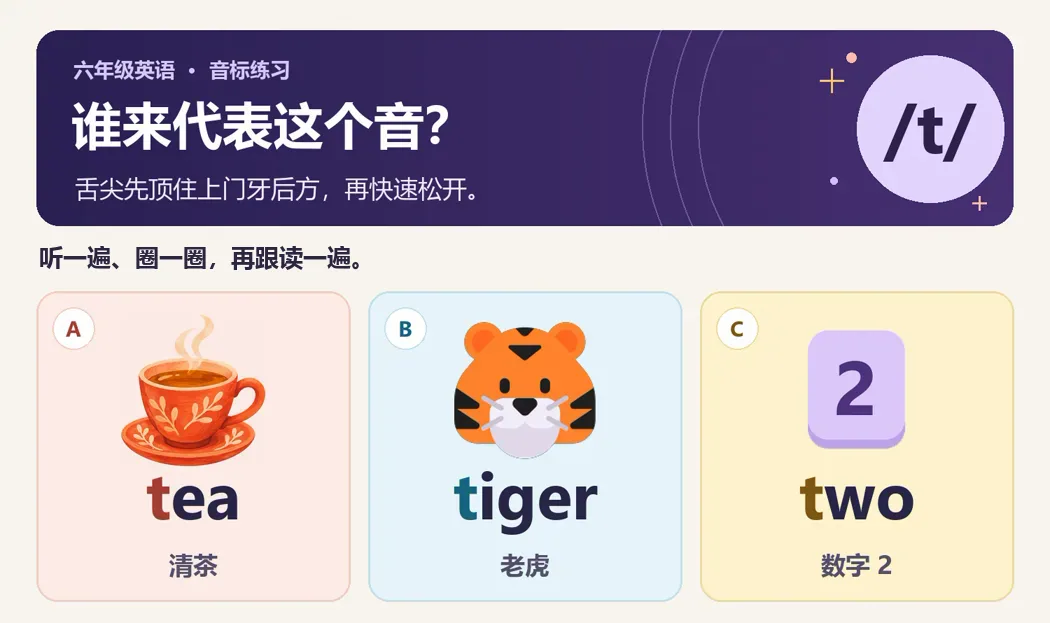 六年级英语 • 音标练习
谁来代表这个音？
/t/
舌尖先顶住上门牙后方，再快速松开。
听一遍、圈一圈，再跟读一遍。
A
tea
清茶
B
tiger
老虎
C
2
two
数字 2